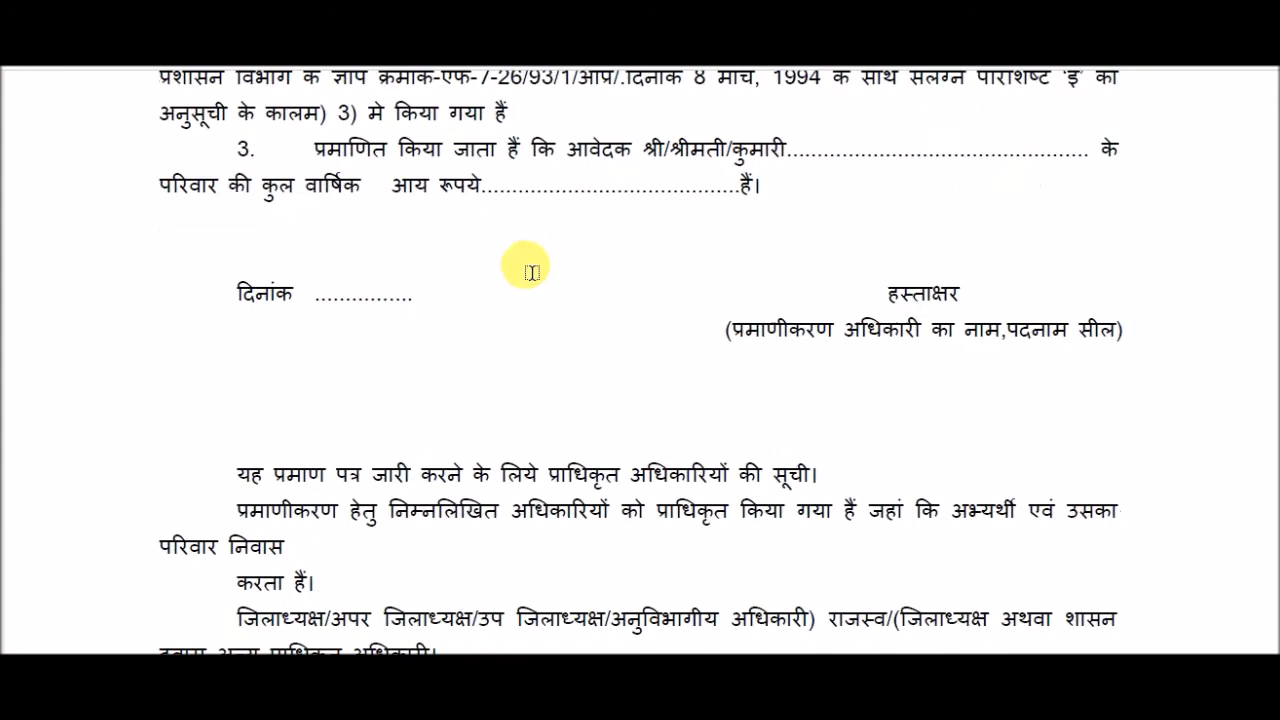 प्रशासन विभाग के ज्ञाप क्रमांक-एफ-7-26/93/1/आप्र/.दिनांक 8 मार्च, 1994 के साथ संलग्न परिशिष्ट 'इ' की
अनुसूची के कालम) 3) मे किया गया हैं
3. प्रमाणित किया जाता हैं कि आवेदक श्री/श्रीमती/कुमारी................................................. के
परिवार की कुल वार्षिक आय रूपये..........................................हैं।
दिनांक ................ हस्ताक्षर
(प्रमाणीकरण अधिकारी का नाम,पदनाम सील)
यह प्रमाण पत्र जारी करने के लिये प्राधिकृत अधिकारियों की सूची।
प्रमाणीकरण हेतु निम्नलिखित अधिकारियों को प्राधिकृत किया गया हैं जहां कि अभ्यर्थी एवं उसका
परिवार निवास
करता हैं।
जिलाध्यक्ष/अपर जिलाध्यक्ष/उप जिलाध्यक्ष/अनुविभागीय अधिकारी) राजस्व/(जिलाध्यक्ष अथवा शासन
प्राधिकृत अधिकारी।